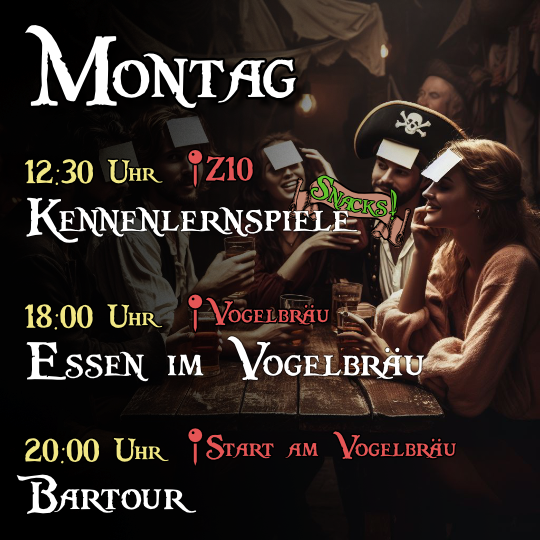 Montag
12:30 Uhr Z10
Kennenlernspiele Snacks!
18:00 Uhr Vogelbräu
Essen im Vogelbräu
20:00 Uhr Start am Vogelbräu
Bartour